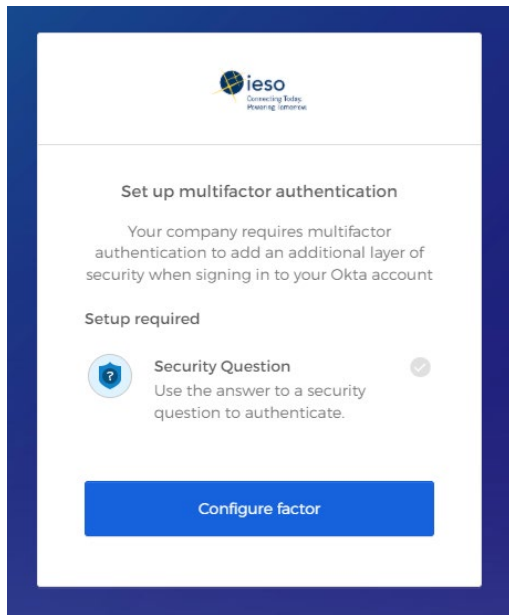 ieso
Connecting Today.
Powering Tomorrow.
Set up multifactor authentication
Your company requires multifactor
authentication to add an additional layer of
security when signing in to your Okta account
Setup required
?
Security Question
Use the answer to a security
question to authenticate.
Configure factor